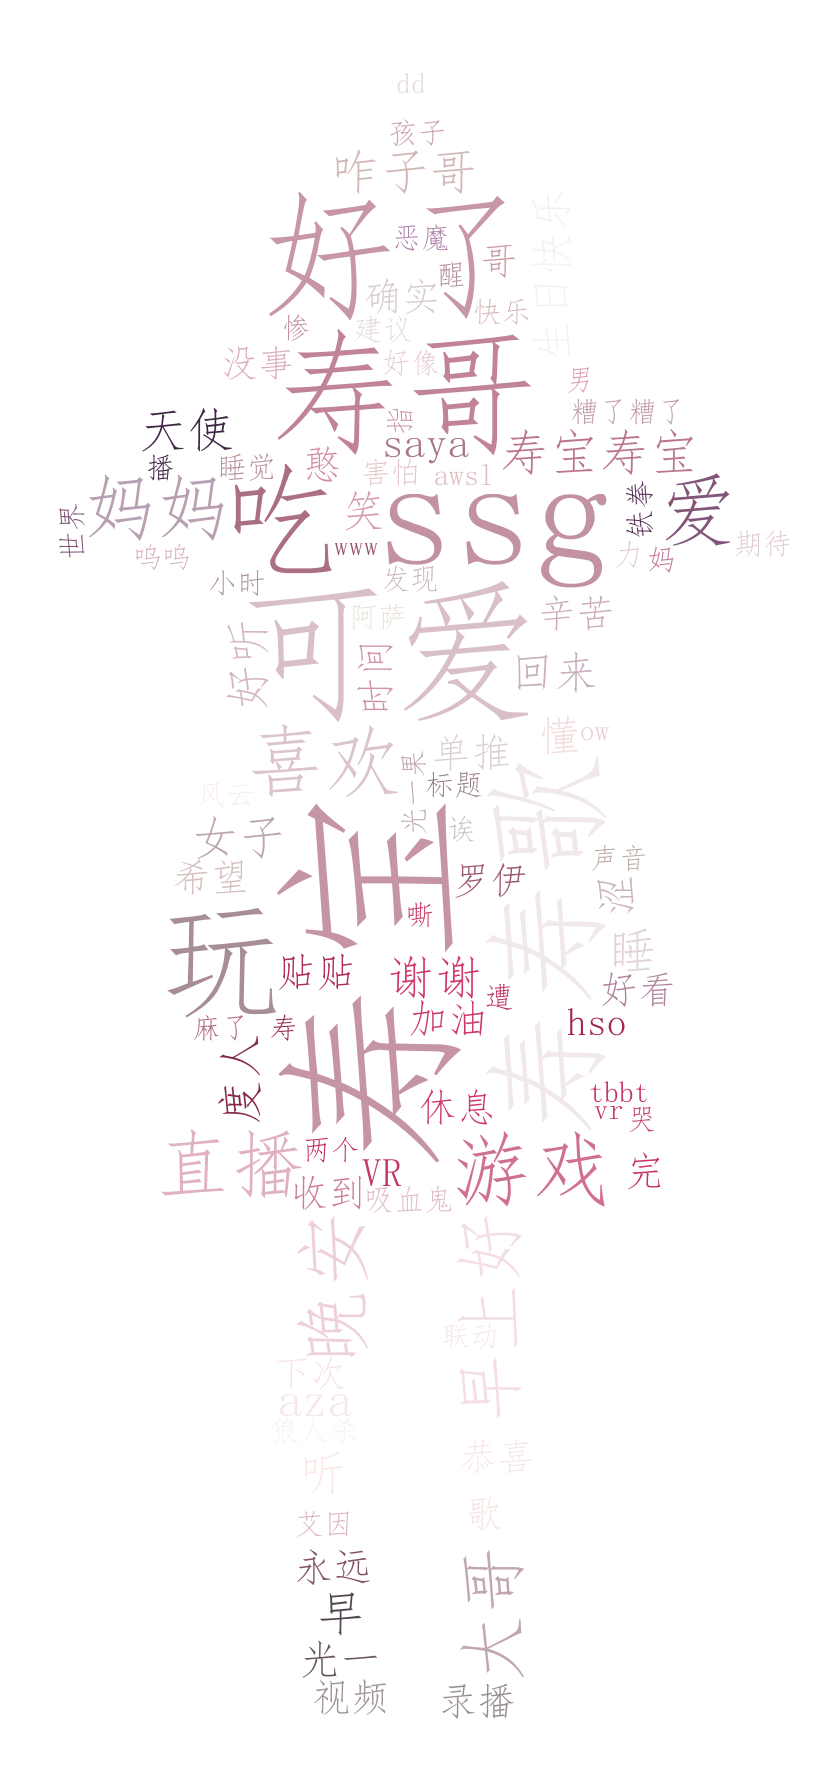 dd
孩子
咋子哥
好了
恶魔
哥
醒
生日快乐
确实
快乐
惨
建议
没事
好像
寿哥
男
指
糟了糟了
天使
saya
寿宝寿宝
播
睡觉
憨
害怕
awsl
妈妈
吃
笑
ssg
铁拳
爱
世界
呜呜
www
力
妈
期待
小时
发现
可爱
阿萨
辛苦
好听
时间
回来
喜欢
单推
懂
ow
光一果
标题
风云
女子
诶
寿寿歌
声音
希望
寿宝
罗伊
涩
嘶
玩
睡
贴贴
谢谢
遭
好看
麻了
寿
加油
hso
度人
休息
tbbt
vr
哭
直播
两个
VR
游戏
完
收到
吸血鬼
晚安
早上好
联动
下次
aza
狼人杀
听
恭喜
歌
艾因
永远
大哥
早
光一
视频
录播